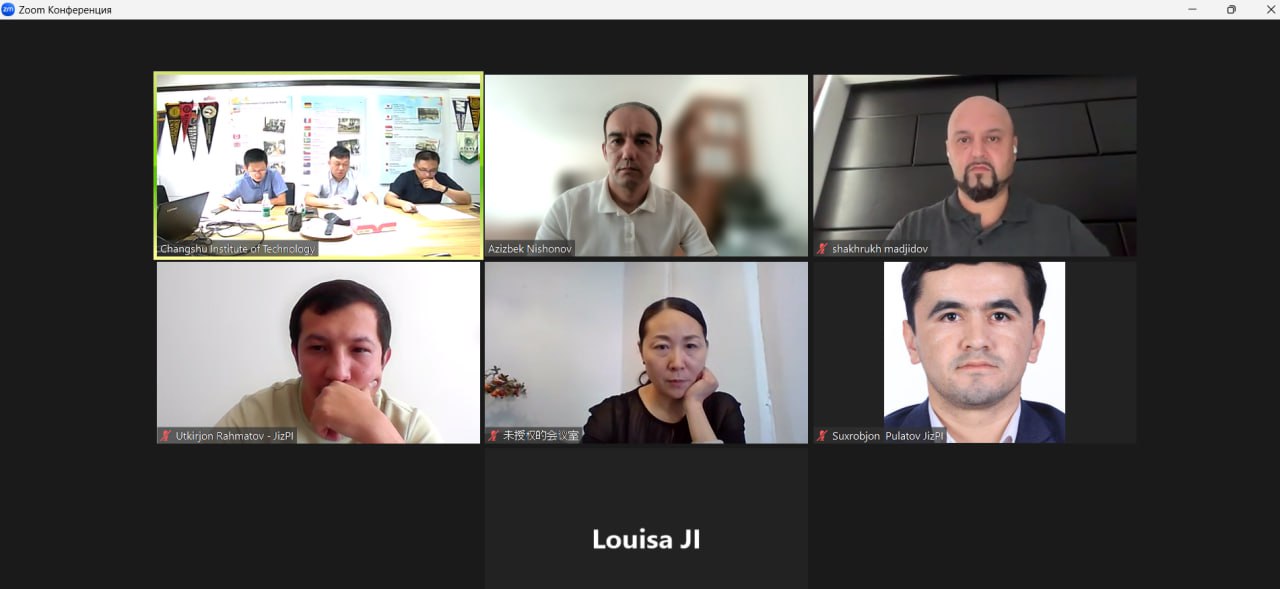 zm Zoom Конференция
Changshu Institute of Technology
Azizbek Nishonov
shakhrukh madjidov
Utkirjon Rahmatov - JizPI
未授权的会议室
Suxrobjon Pulatov JizPI
Louisa JI